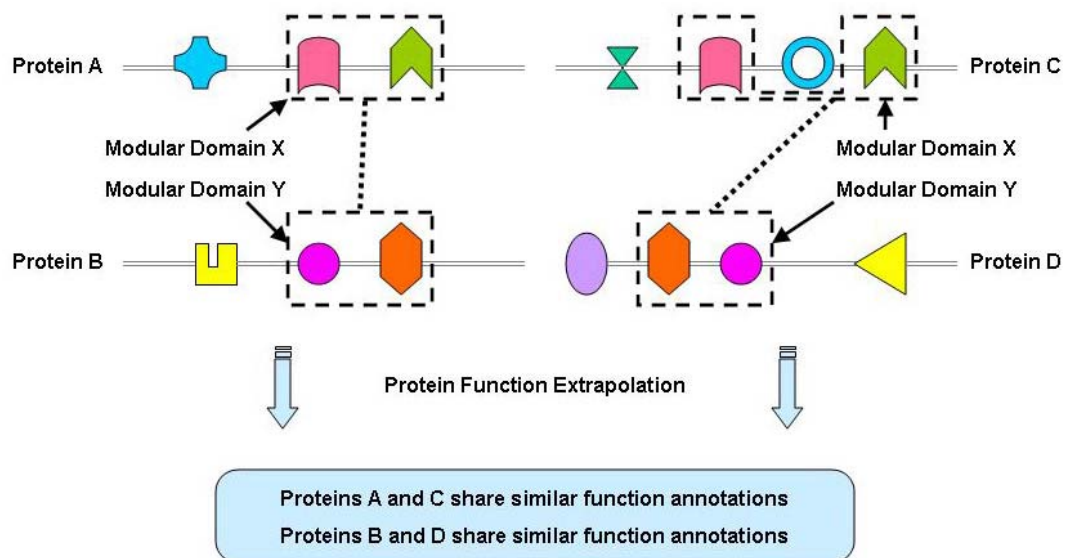 Protein A
Protein C
Modular Domain X
Modular Domain X
Modular Domain Y
Modular Domain Y
Protein B
Protein D
Protein Function Extrapolation
Proteins A and C share similar function annotations
Proteins B and D share similar function annotations